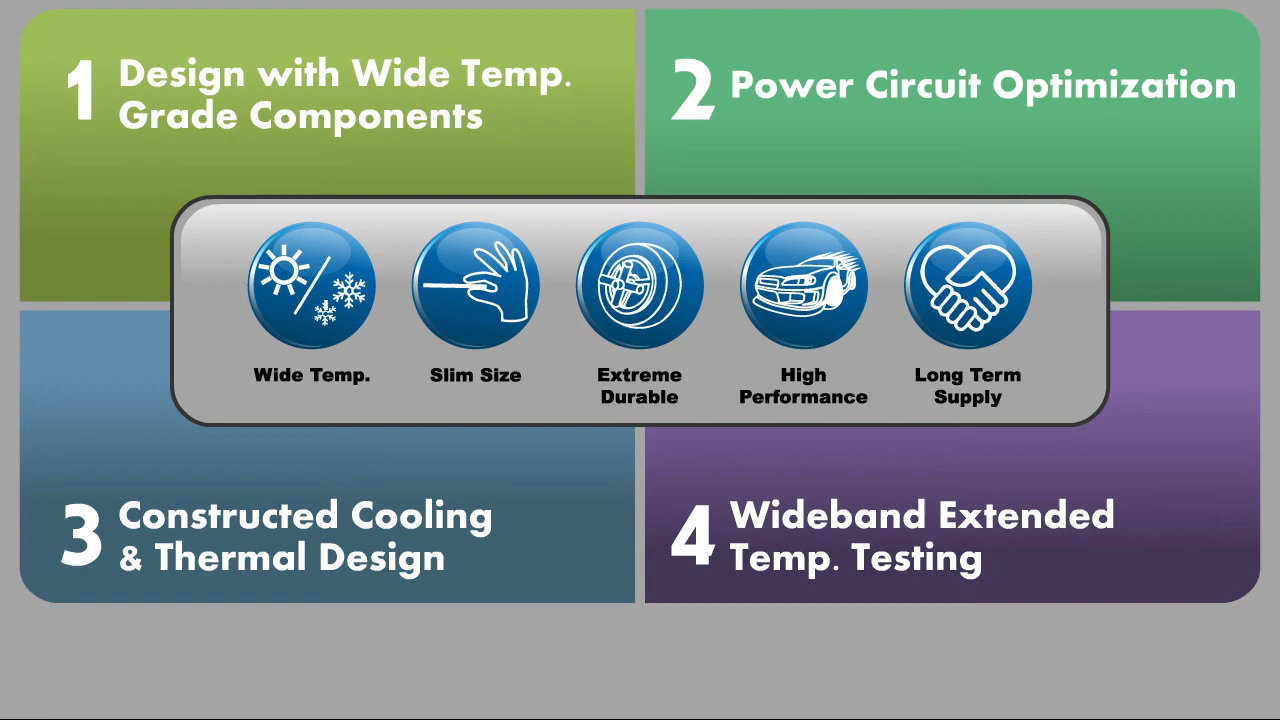 1 Design with Wide Temp.
Grade Components
2 Power Circuit Optimization
Wide Temp.
Slim Size
Extreme
Durable
High
Performance
Long Term
Supply
3 Constructed Cooling
& Thermal Design
4 Wideband Extended
Temp. Testing